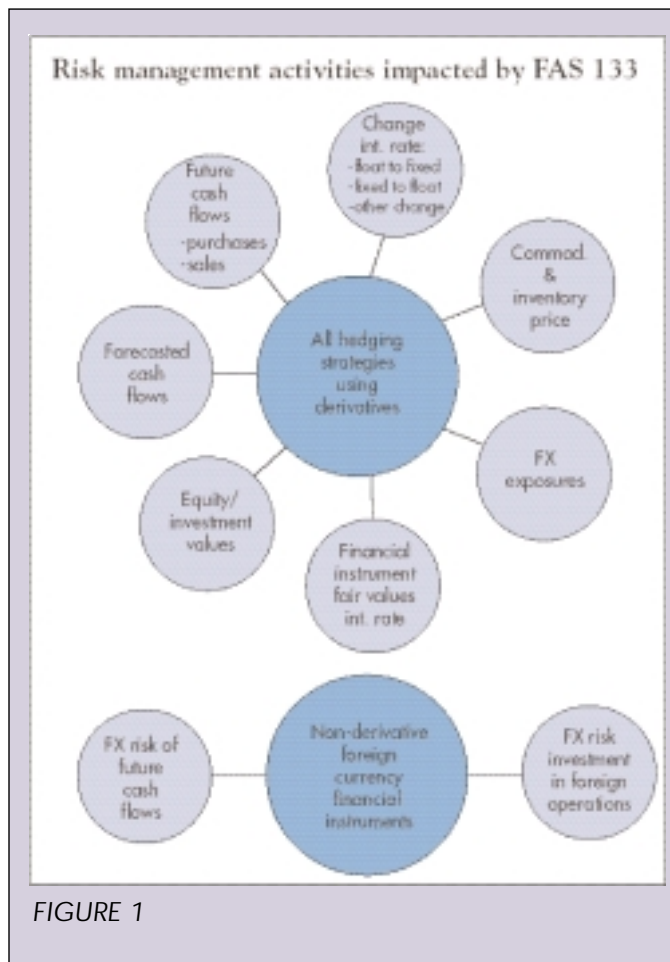 Risk management activities impacted by FAS 133
Change
int. rate:
-float to fixed
-fixed to float
-other change
Future
cash
flows
-purchases
-sales
Commod.
&
inventory
price
All hedging
strategies
using
derivatives
Forecasted
cash
flows
FX
exposures
Equity/
investment
values
Financial
instrument
fair values
int. rate
Non-derivative
foreign
currency
financial
instruments
FX risk of
future
cash
flows
FX risk
investment
in foreign
operations
FIGURE 1